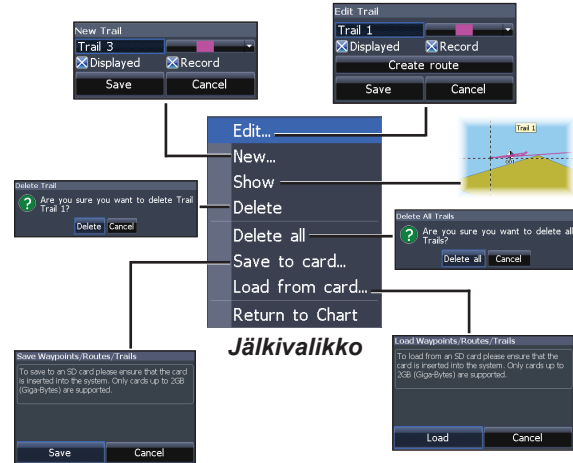 New Trail
Trail 3
Displayed Record
Save Cancel
Edit Trail
Trail 1
Displayed Record
Create route
Save Cancel
Edit...
New...
Show
Delete
Delete all
Save to card...
Load from card...
Return to Chart
Trail 1
001
Delete Trail
Are you sure you want to delete Trail
Trail 1?
Delete Cancel
Delete All Trails
Are you sure you want to delete all
Trails?
Delete all Cancel
Jälkivalikko
Save Waypoints/Routes/Trails
To save to an SD card please ensure that the card
is inserted into the system. Only cards up to 2GB
(Giga-Bytes) are supported.
Save Cancel
Load Waypoints/Routes/Trails
To load from an SD card please ensure that the
card is inserted into the system. Only cards up to
2GB (Giga-Bytes) are supported.
Load Cancel